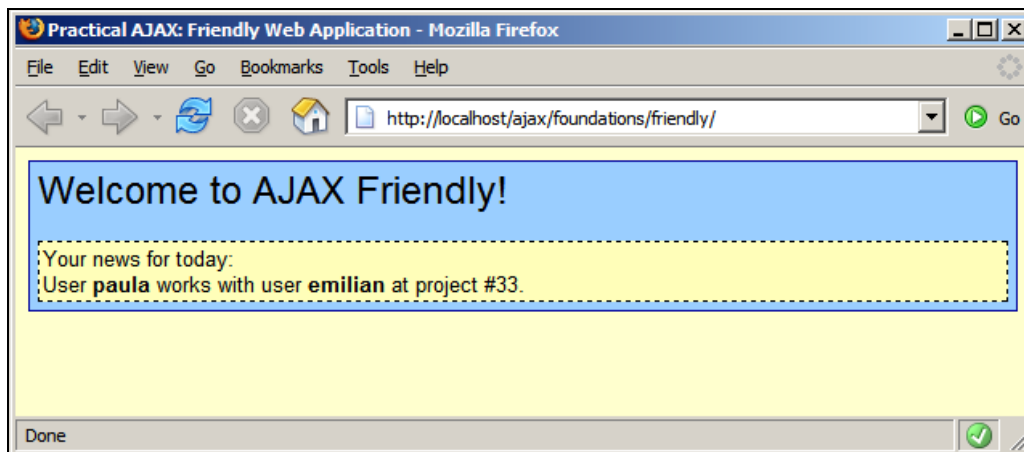 Practical AJAX: Friendly Web Application - Mozilla Firefox
File Edit View Go Bookmarks Tools Help
http://localhost/ajax/foundations/friendly/ Go
Welcome to AJAX Friendly!
Your news for today:
User paula works with user emilian at project #33.
Done